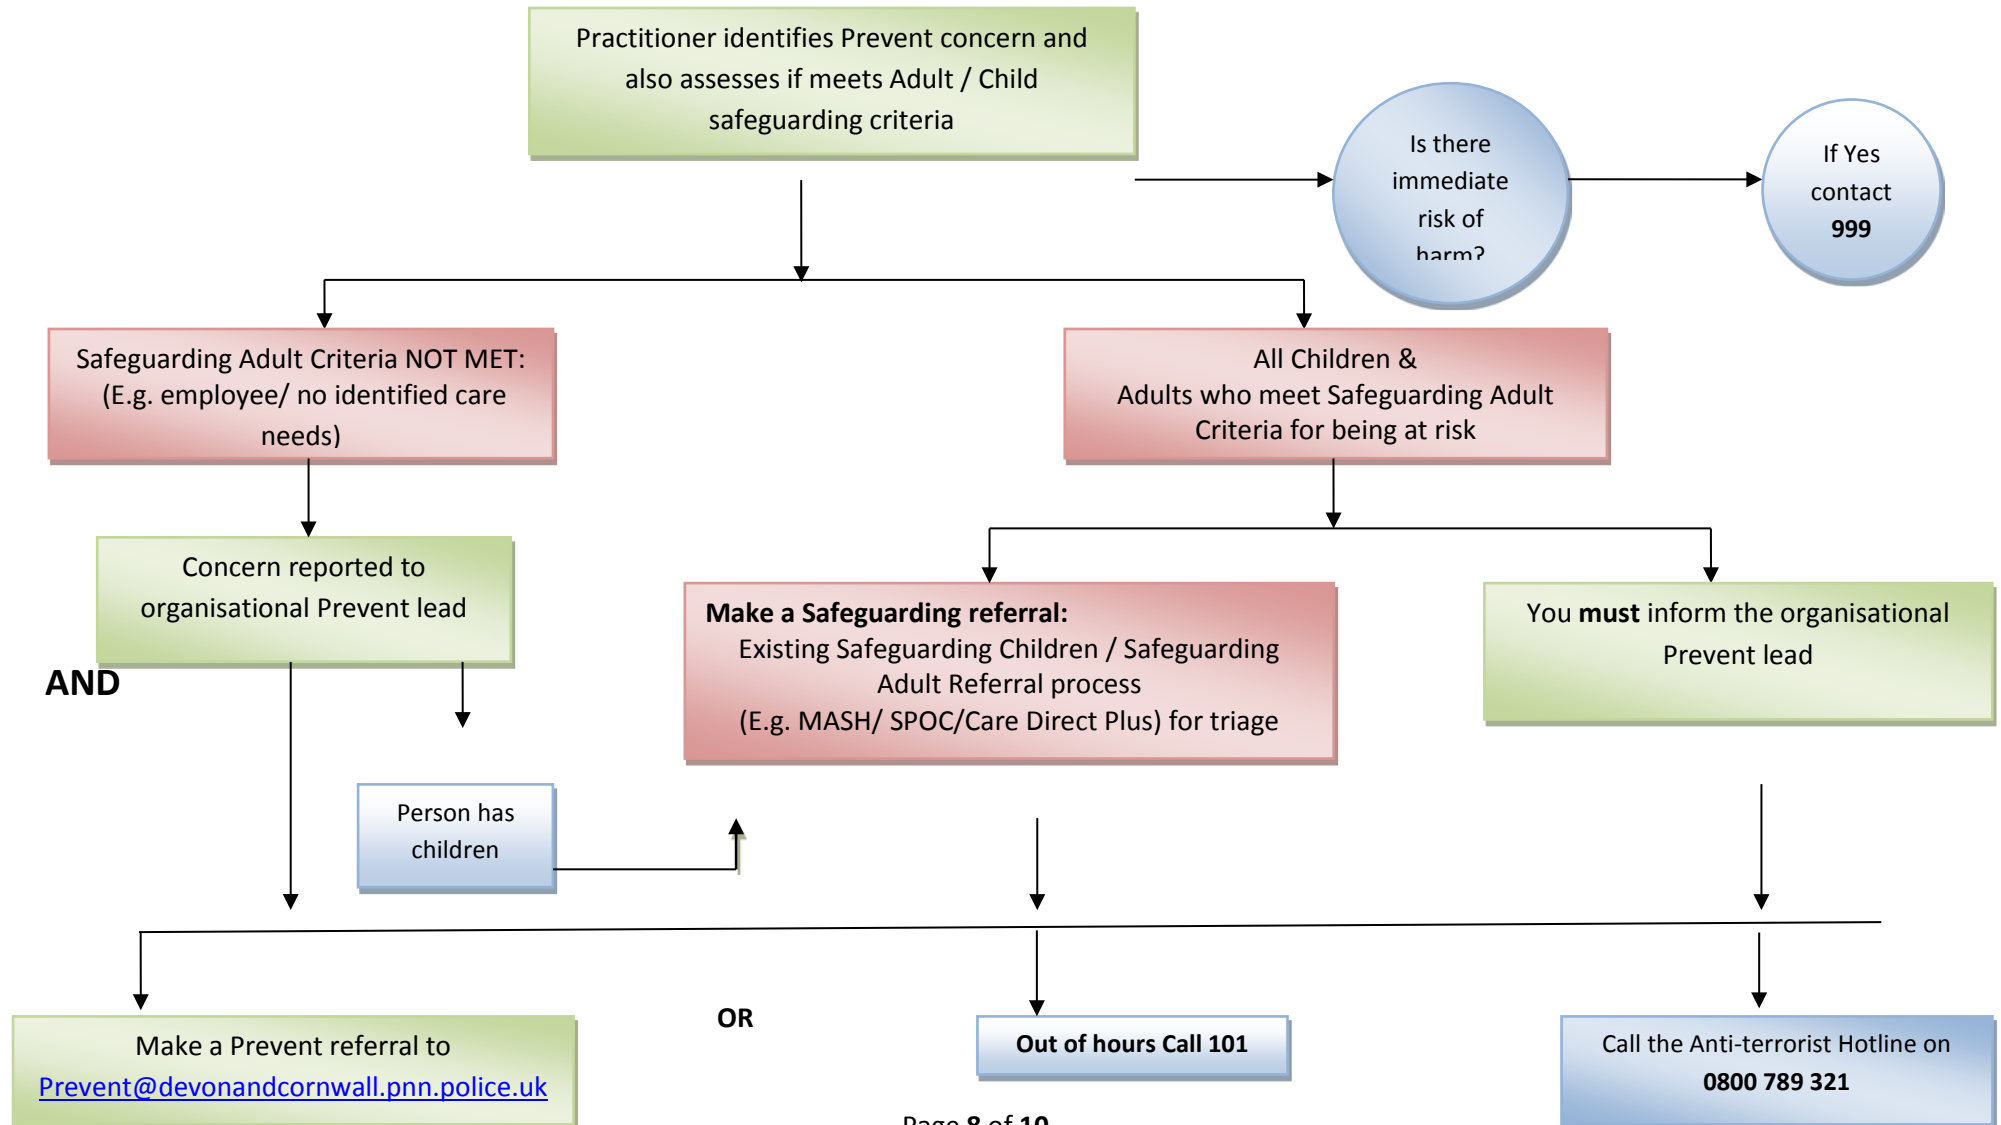 Practitioner identifies Prevent concern and
also assesses if meets Adult / Child
safeguarding criteria
Is there
immediate
risk of
harm?
If Yes
contact
999
Safeguarding Adult Criteria NOT MET:
(E.g. employee/ no identified care
needs)
All Children &
Adults who meet Safeguarding Adult
Criteria for being at risk
Concern reported to
organisational Prevent lead
AND
Make a Safeguarding referral:
Existing Safeguarding Children / Safeguarding
Adult Referral process
(E.g. MASH/ SPOC/Care Direct Plus) for triage
You must inform the organisational
Prevent lead
Person has
children
OR
Make a Prevent referral to
Prevent@devonandcornwall.pnn.police.uk
Out of hours Call 101
Call the Anti-terrorist Hotline on
0800 789 321
Page 8 of 10